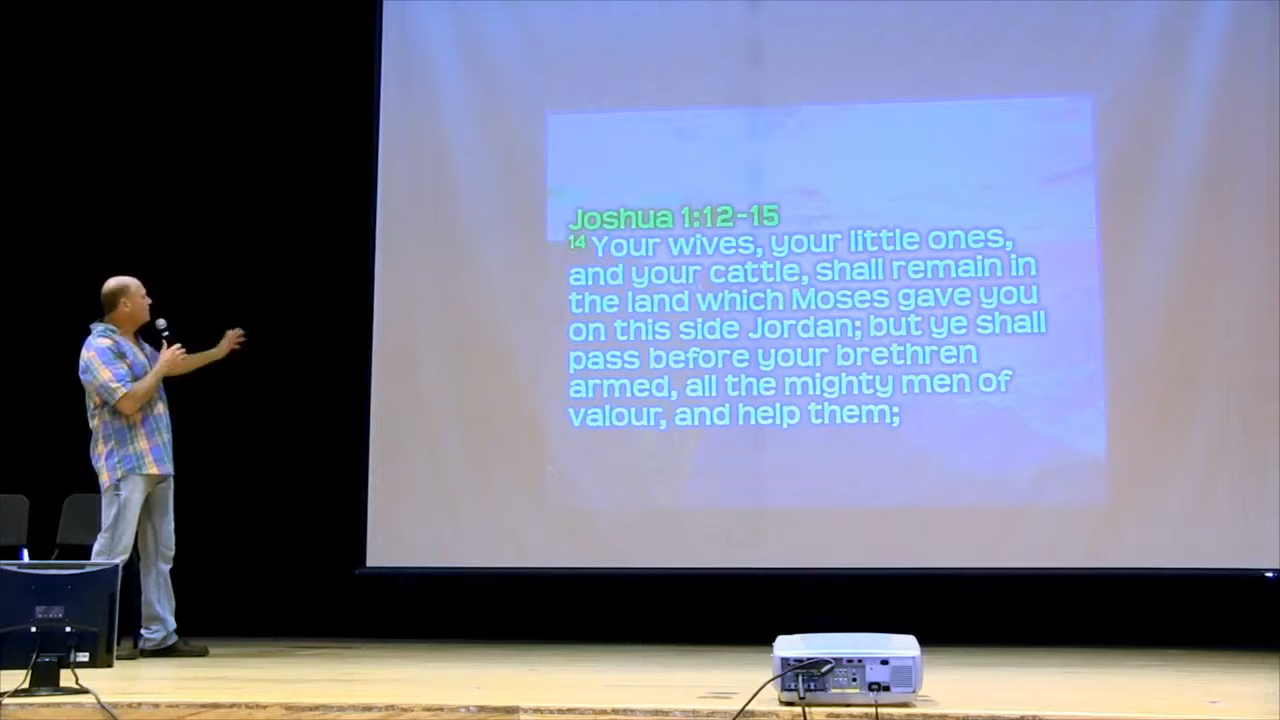 Joshua 1:12-15
14 Your wives, your little ones,
and your cattle, shall remain in
the land which Moses gave you
on this side Jordan; but ye shall
pass before your brethren
armed, all the mighty men of
valour, and help them;